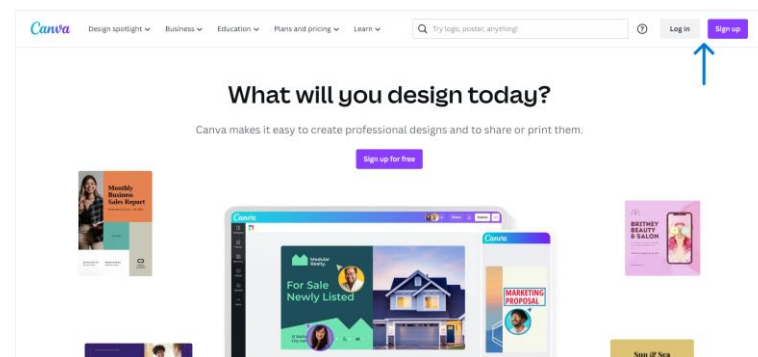 Canva
Design spotlight
Business
Education
Plans and pricing
Learn
Try logo, poster, anything!
Log in
Sign up
What will you design today?
Canva makes it easy to create professional designs and to share or print them.
Sign up for free
Monthly
Business
Sales Report
Canva
Modular
Realty.
For Sale
Newly Listed
Canva
MARKETING
PROPOSAL
BRITNEY
BEAUTY
& SALON
Sun & Sea